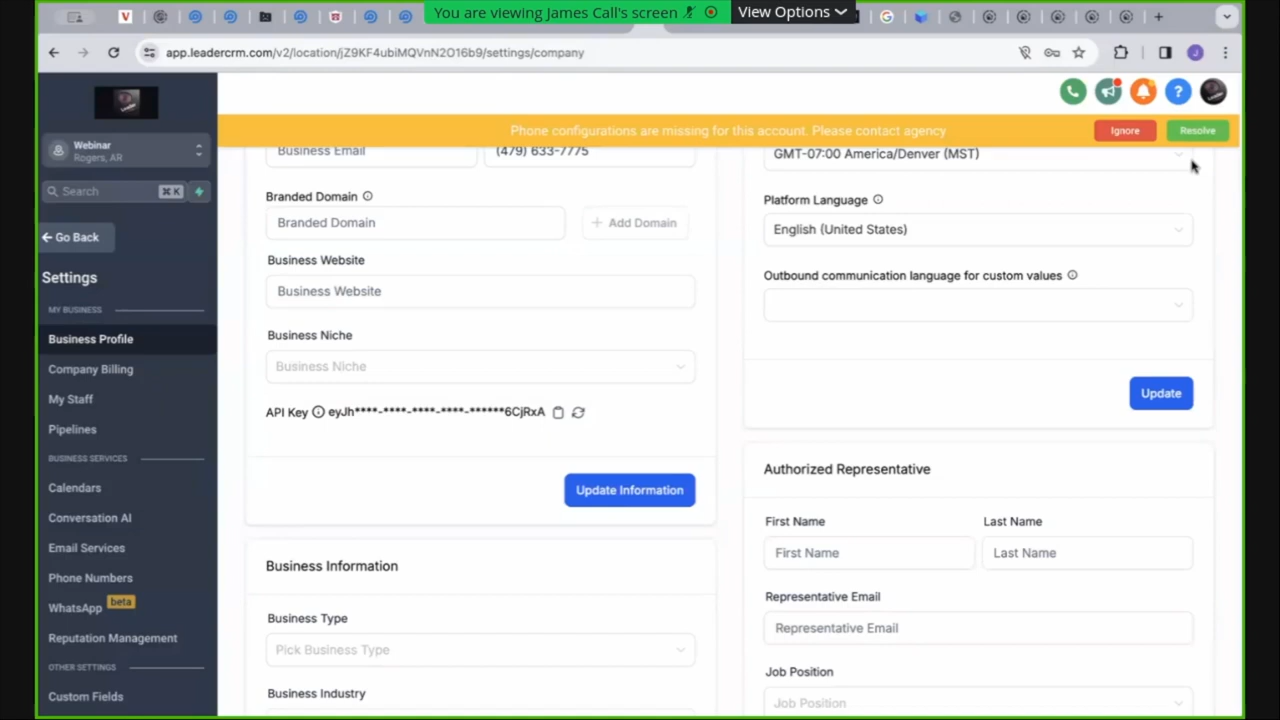 You are viewing James Call's screen
View Options
app.leadercrm.com/v2/location/jZ9KF4ubiMQVnN2O16b9/settings/company
Phone configurations are missing for this account. Please contact agency
Ignore
Resolve
Webinar
Rogers, AR
Search
⌘ K
Go Back
Settings
MY BUSINESS
Business Profile
Company Billing
My Staff
Pipelines
BUSINESS SERVICES
Calendars
Conversation AI
Email Services
Phone Numbers
WhatsApp beta
Reputation Management
OTHER SETTINGS
Custom Fields
Business Email
(479) 633-7775
Branded Domain
Branded Domain
+ Add Domain
Business Website
Business Website
Business Niche
Business Niche
API Key eyJh****-****-****-****-******6CjRxA
Update Information
Business Information
Business Type
Pick Business Type
Business Industry
GMT-07:00 America/Denver (MST)
Platform Language
English (United States)
Outbound communication language for custom values
Update
Authorized Representative
First Name
Last Name
First Name
Last Name
Representative Email
Representative Email
Job Position
Job Position